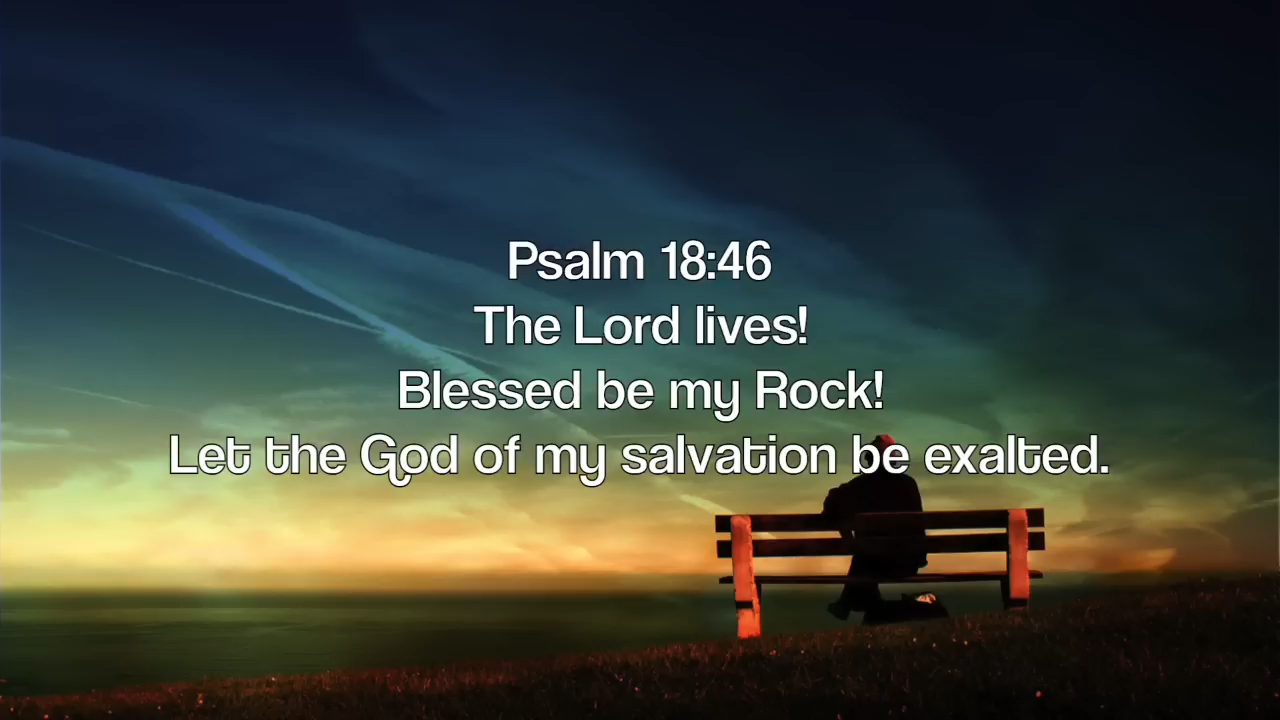 Psalm 18:46
The Lord lives!
Blessed be my Rock!
Let the God of my salvation be exalted.